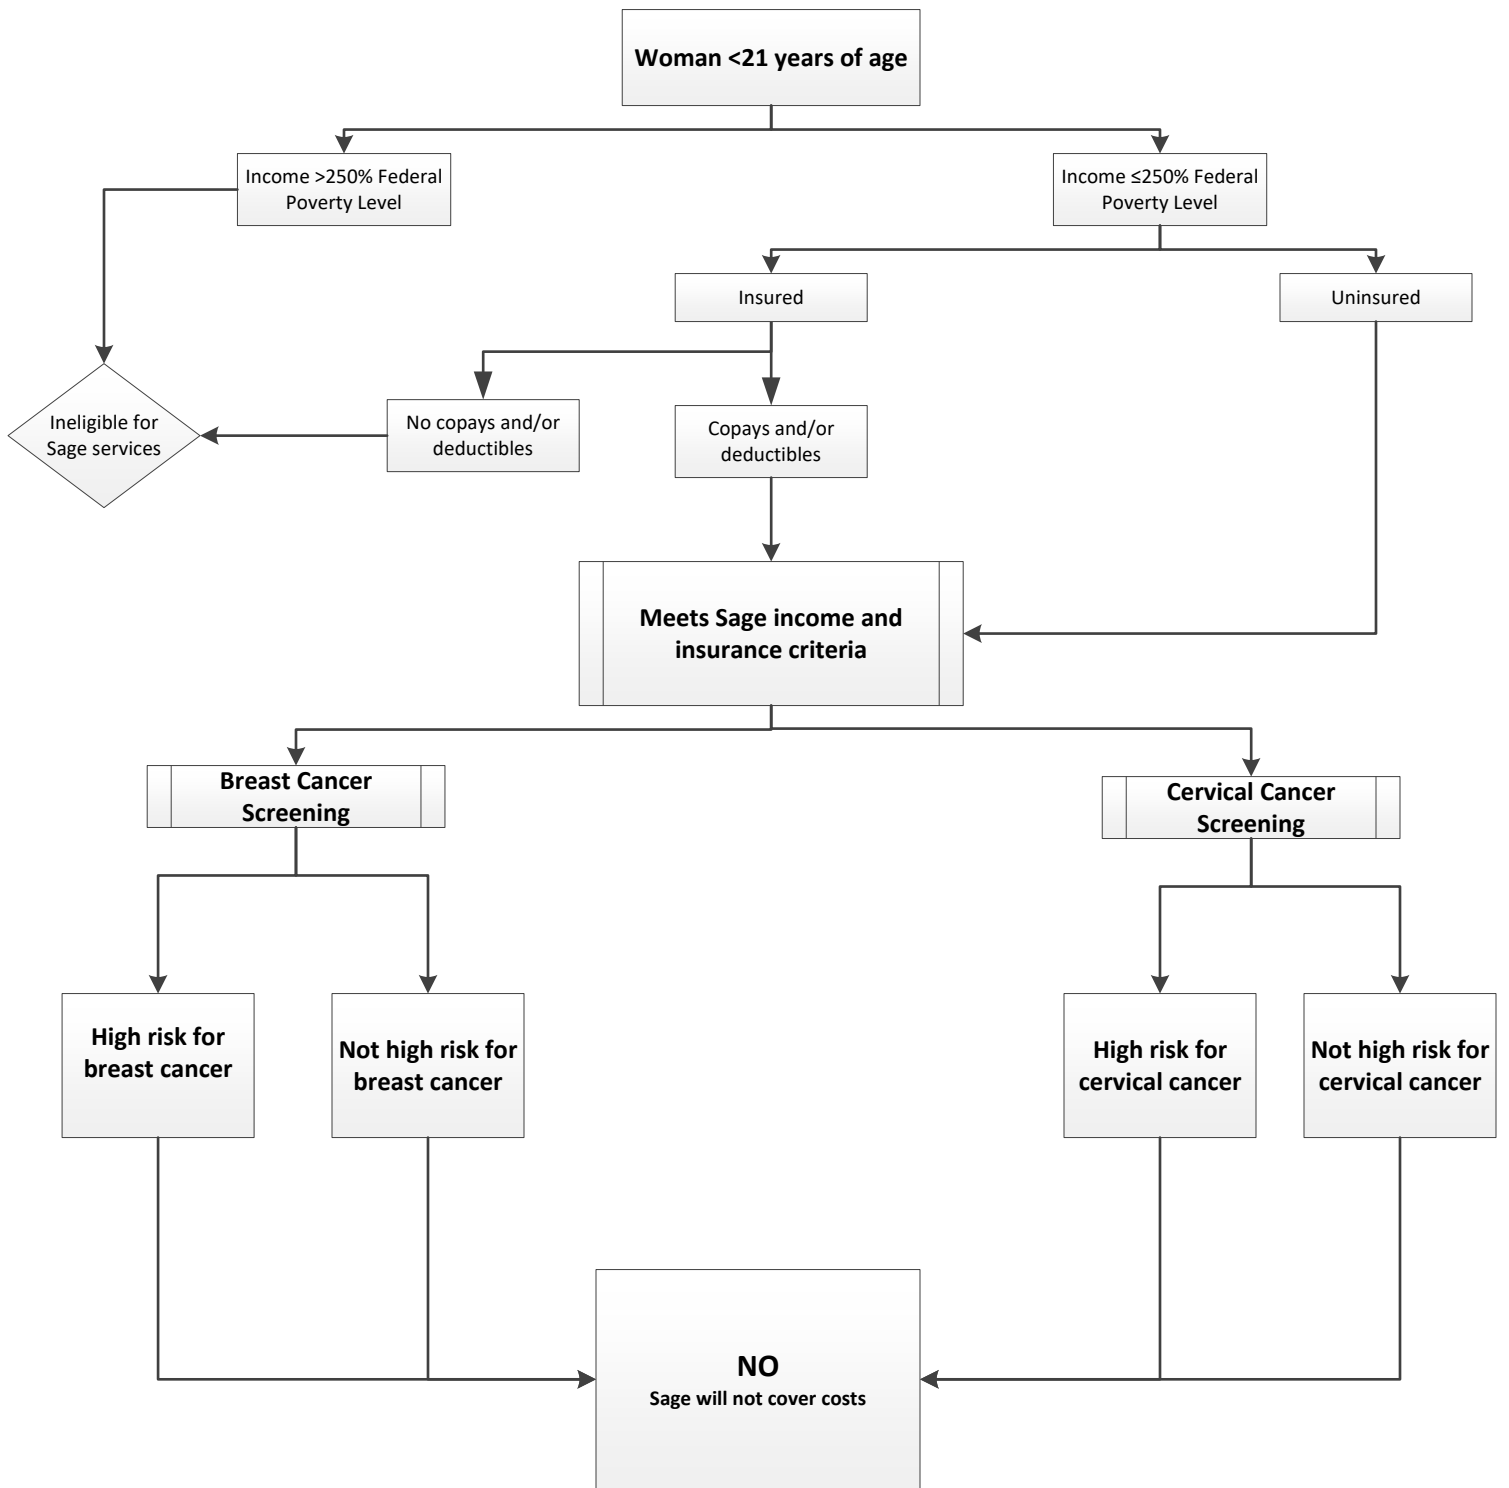 Woman <21 years of age
Income >250% Federal
Poverty Level
Income ≤250% Federal
Poverty Level
Insured
Uninsured
Ineligible for
Sage services
No copays and/or
deductibles
Copays and/or
deductibles
Meets Sage income and
insurance criteria
Breast Cancer
Screening
Cervical Cancer
Screening
High risk for
breast cancer
Not high risk for
breast cancer
High risk for
cervical cancer
Not high risk for
cervical cancer
NO
Sage will not cover costs